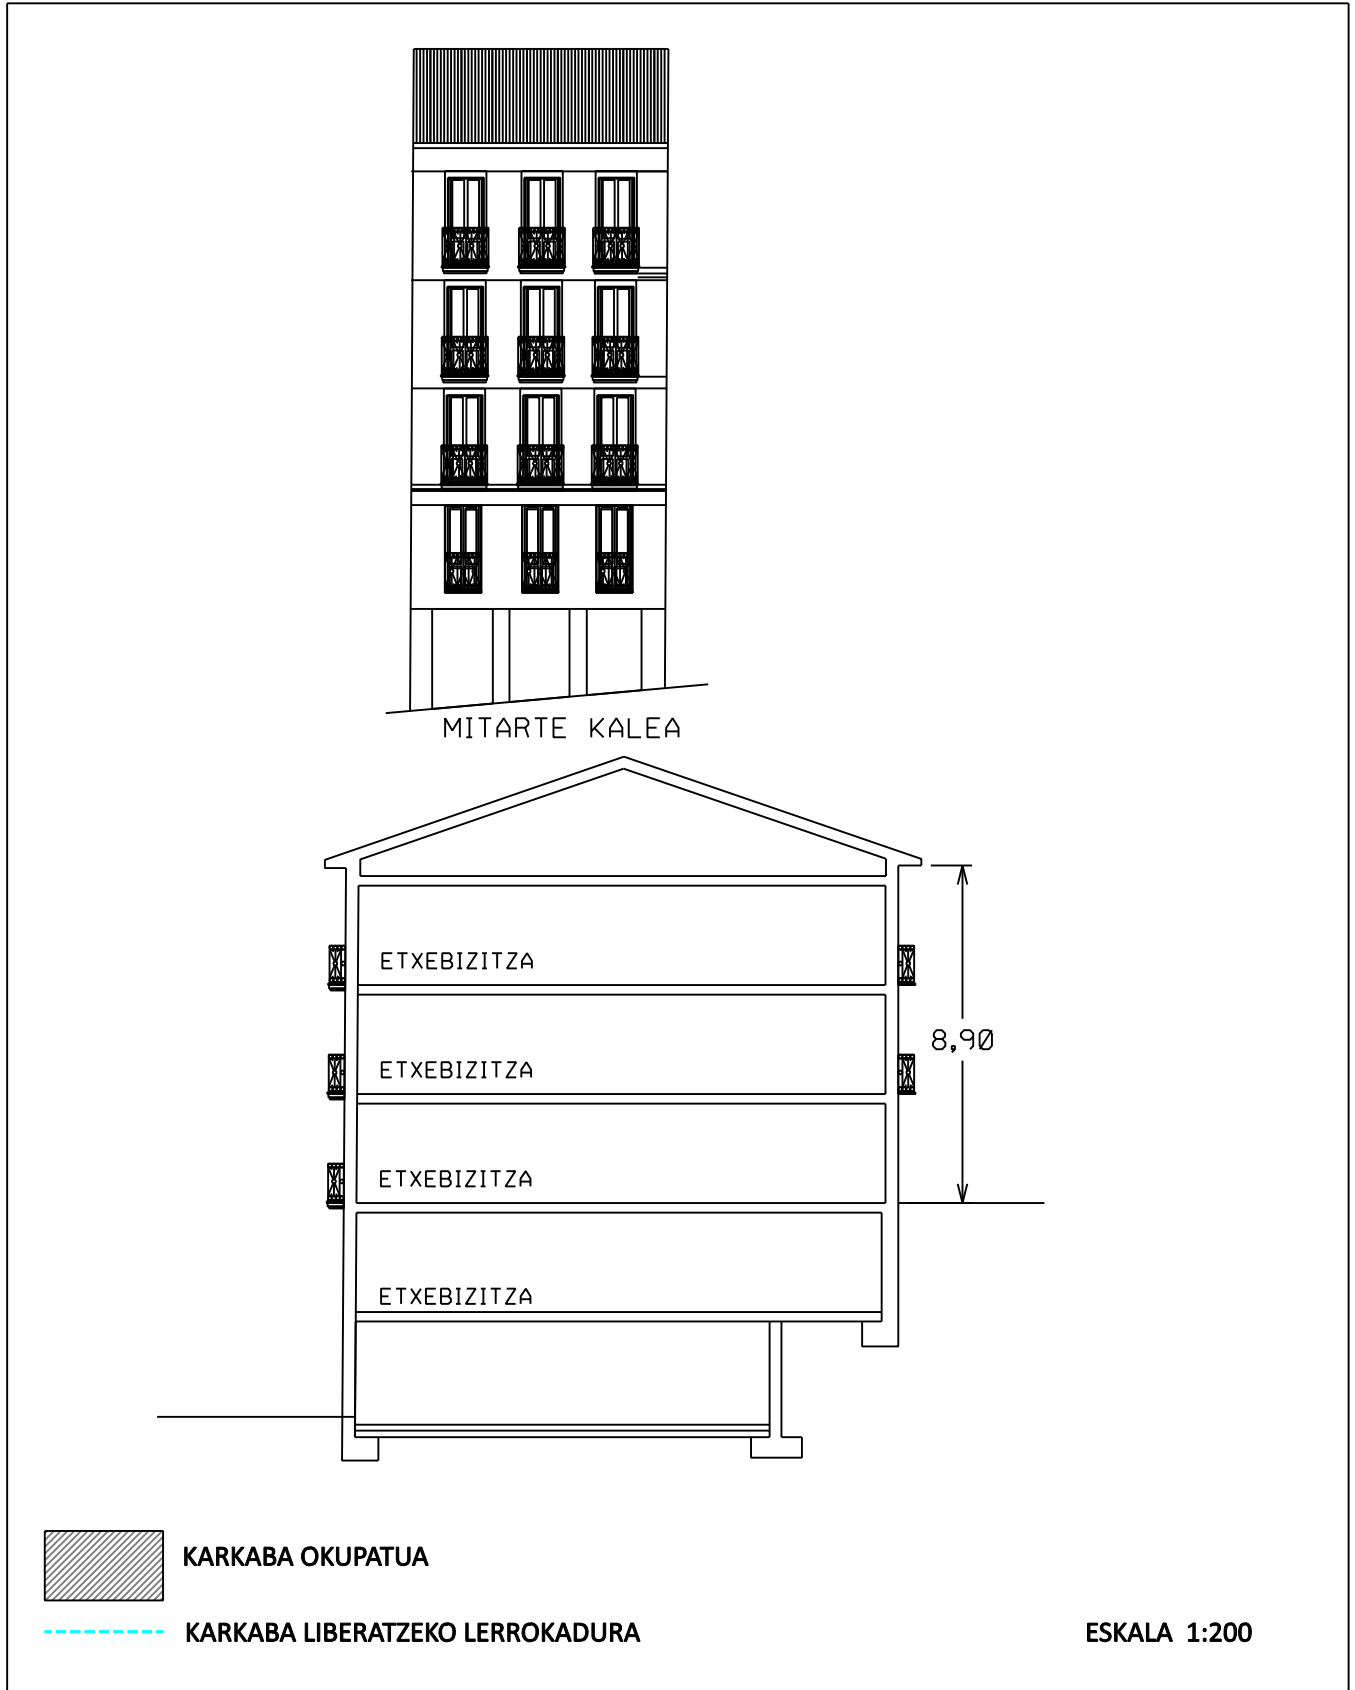 MITARTE KALEA
ETXEBIZITZA
8,90
ETXEBIZITZA
ETXEBIZITZA
ETXEBIZITZA
KARKABA OKUPATUA
KARKABA LIBERATZEKO LERROKADURA
ESKALA 1:200